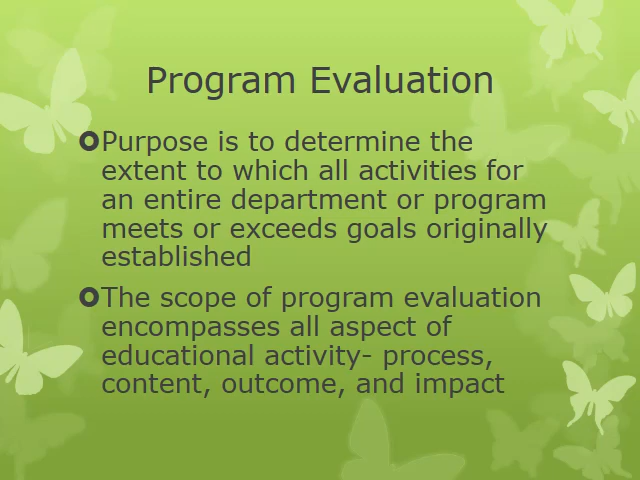 Program Evaluation
Purpose is to determine the
extent to which all activities for
an entire department or program
meets or exceeds goals originally
established
The scope of program evaluation
encompasses all aspect of
educational activity- process,
content, outcome, and impact